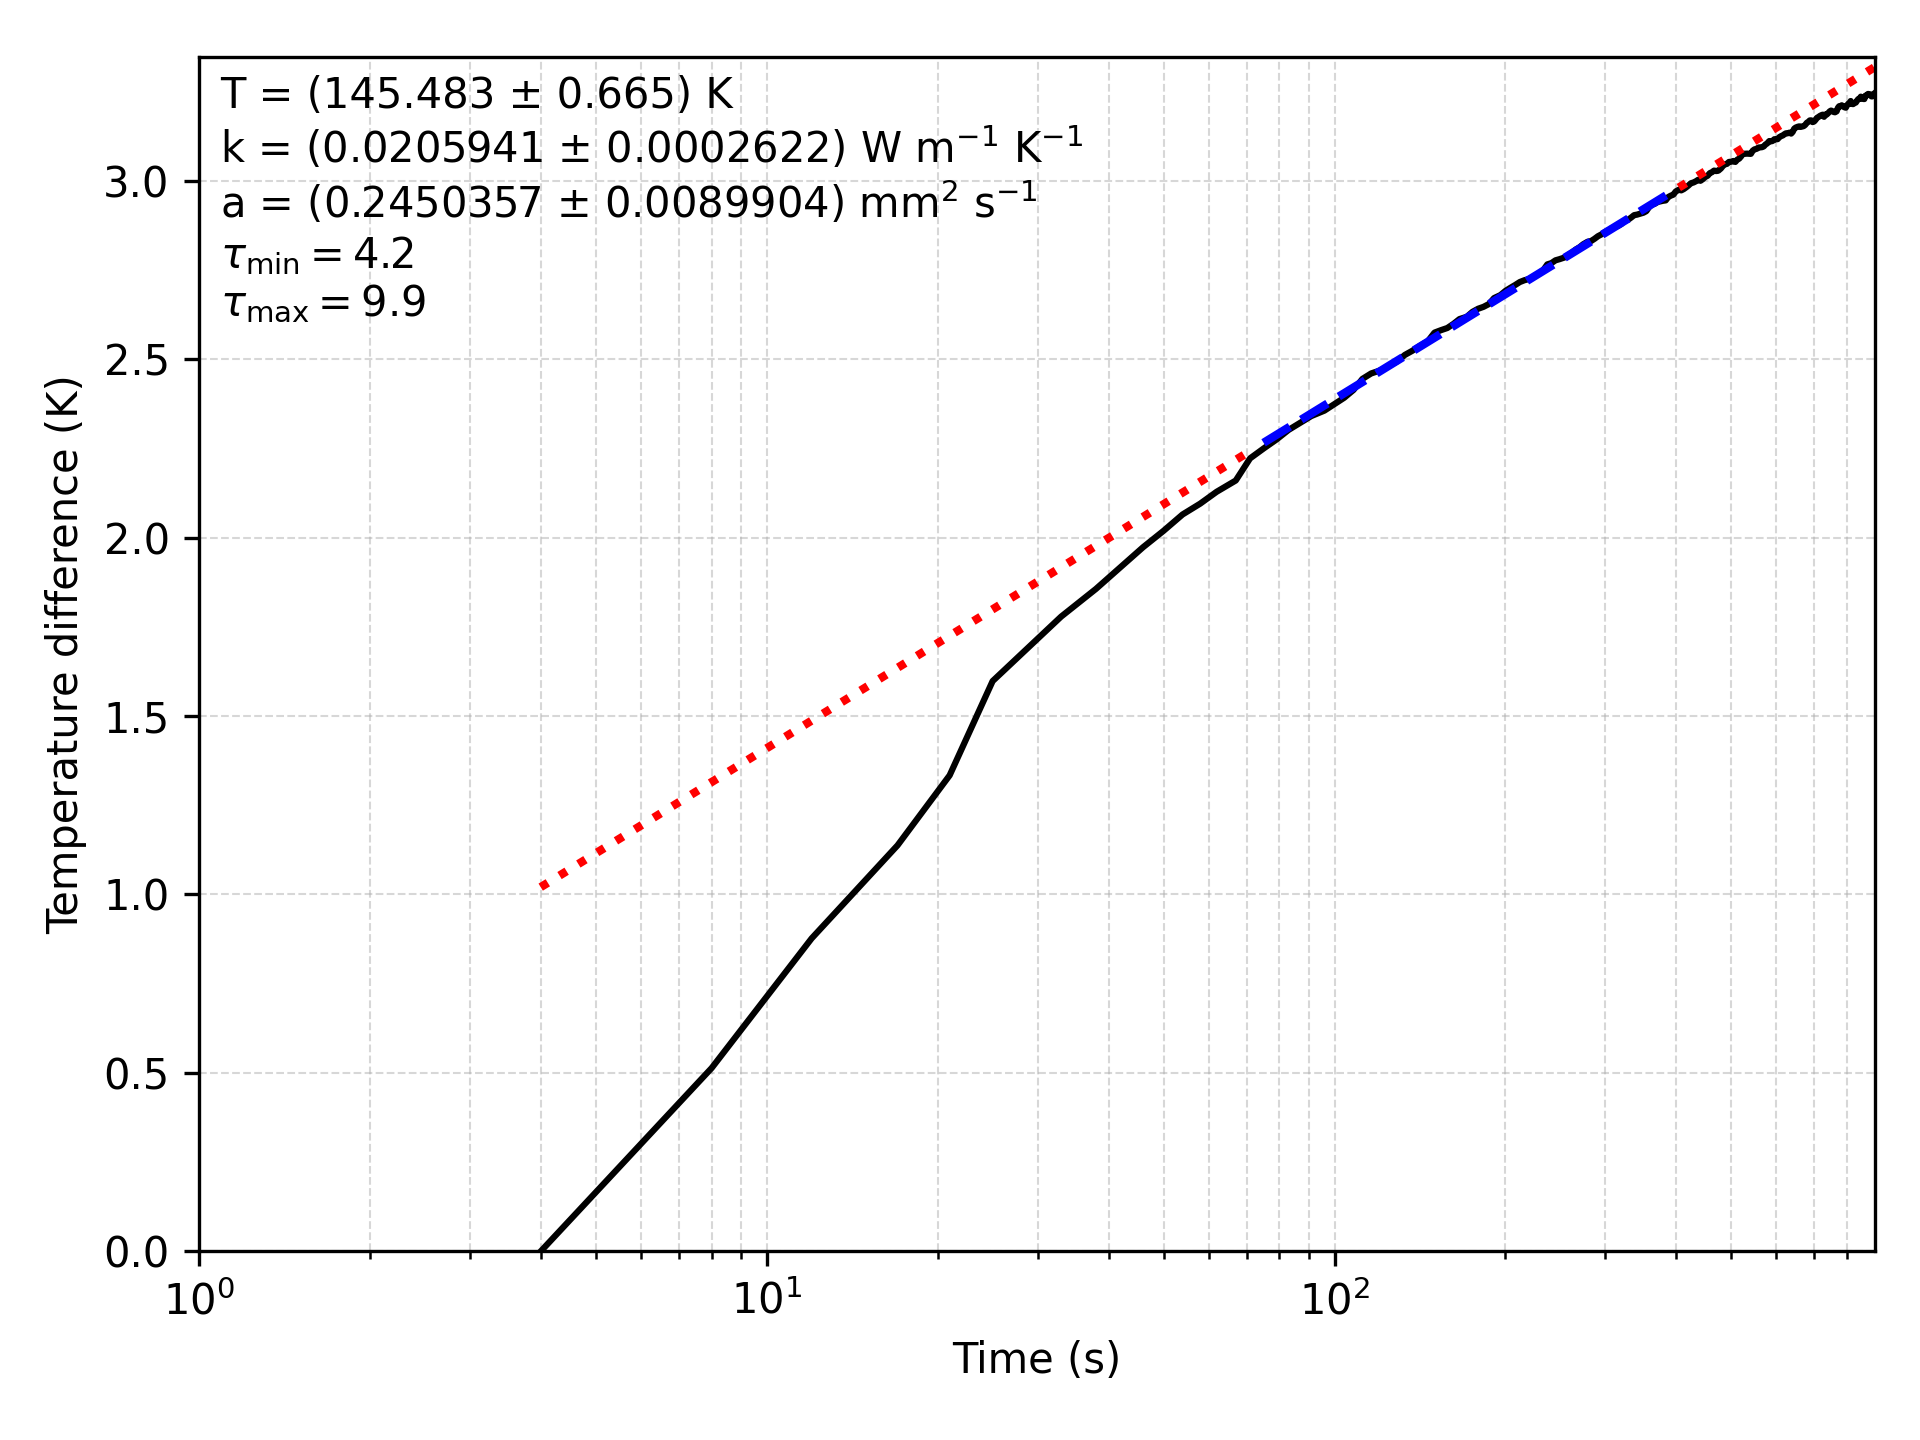 T = (145.483 ± 0.665) K
k = (0.0205941 ± 0.0002622) W m⁻¹ K⁻¹
a = (0.2450357 ± 0.0089904) mm² s⁻¹
τmin = 4.2
τmax = 9.9
Temperature difference (K)
3.0
2.5
2.0
1.5
1.0
0.5
0.0
10⁰ 10¹ 10²
Time (s)